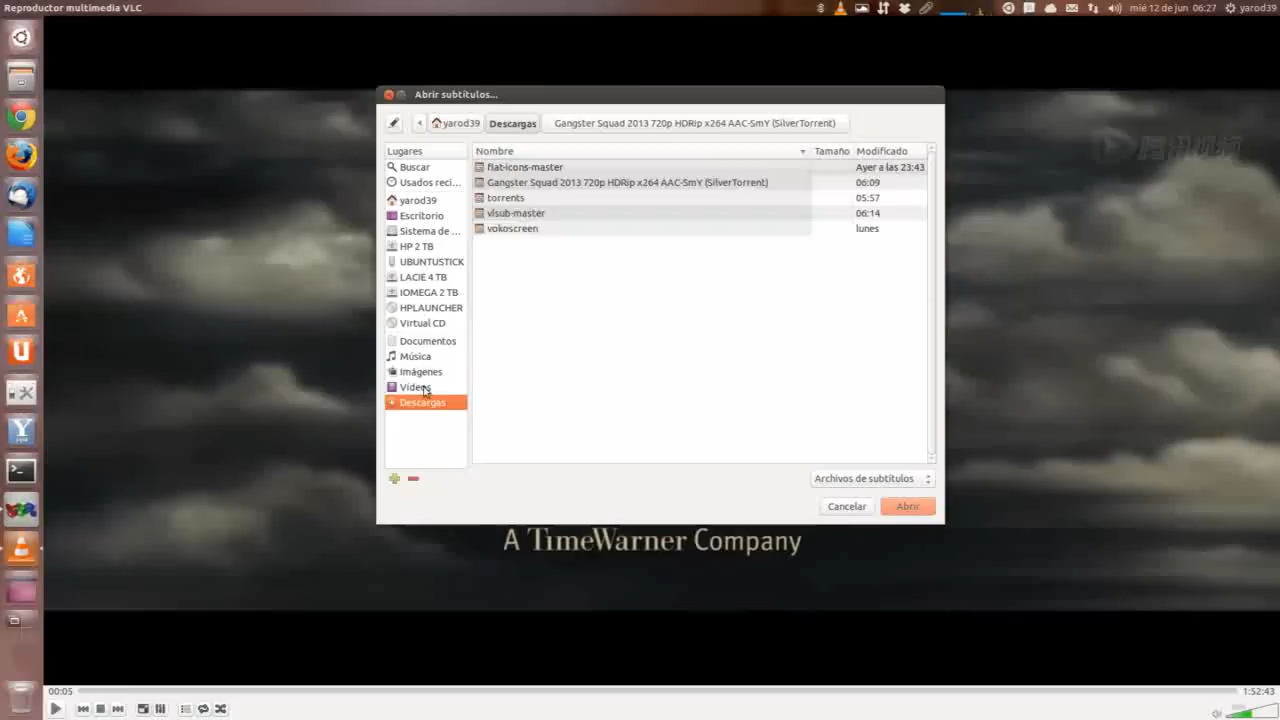 Reproductor multimedia VLC
mié 12 de jun 06:27
yarod39
Abrir subtítulos...
yarod39
Descargas
Gangster Squad 2013 720p HDRip x264 AAC-SmY (SilverTorrent)
Lugares
Nombre
Tamaño
Modificado
Buscar
Usados reci...
yarod39
Escritorio
Sistema de ...
HP 2 TB
UBUNTUSTICK
LACIE 4 TB
IOMEGA 2 TB
HPLAUNCHER
Virtual CD
Documentos
Música
Imágenes
Vídeos
Descargas
flat-icons-master
Ayer a las 23:43
Gangster Squad 2013 720p HDRip x264 AAC-SmY (SilverTorrent)
06:09
torrents
05:57
vlsub-master
06:14
vokoscreen
lunes
Archivos de subtítulos
Cancelar
Abrir
A TimeWarner Company
00:05
1:52:43